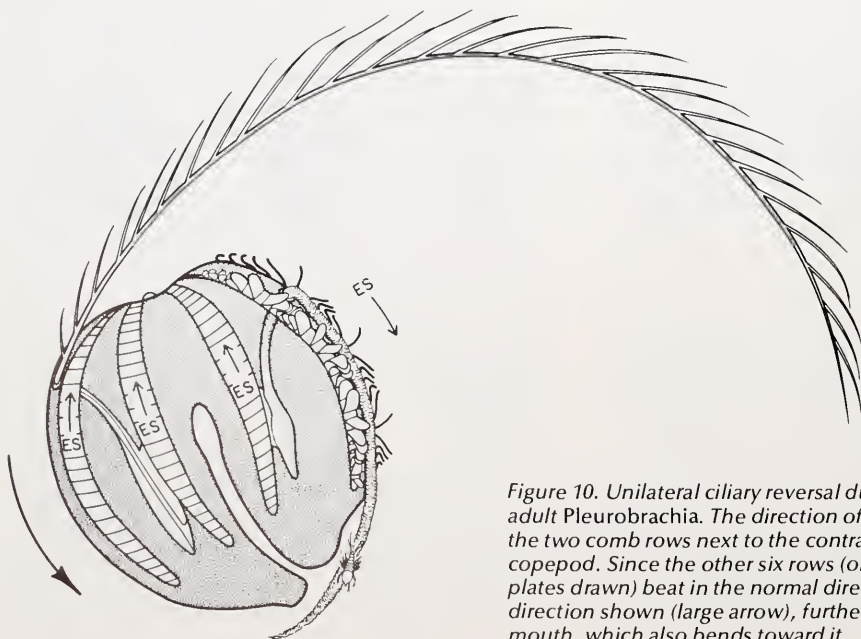 ES
ES
ES
ES
Figure 10. Unilateral ciliary reversal du
adult Pleurobrachia. The direction of
the two comb rows next to the contra
copepod. Since the other six rows (o
plates drawn) beat in the normal dire
direction shown (large arrow), furthe
mouth, which also bends toward it